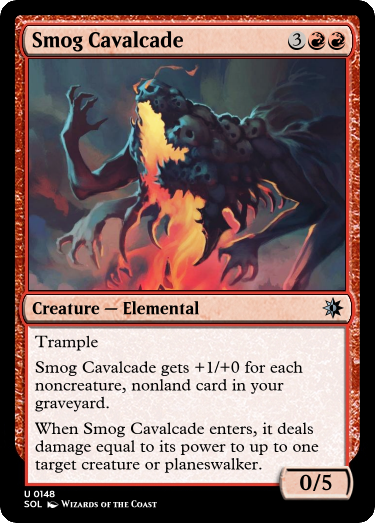 Smog Cavalcade 3
Creature — Elemental
Trample
Smog Cavalcade gets +1/+0 for each
noncreature, nonland card in your
graveyard.
When Smog Cavalcade enters, it deals
damage equal to its power to up to one
target creature or planeswalker.
0/5
U 0148
SOL Wizards of the Coast